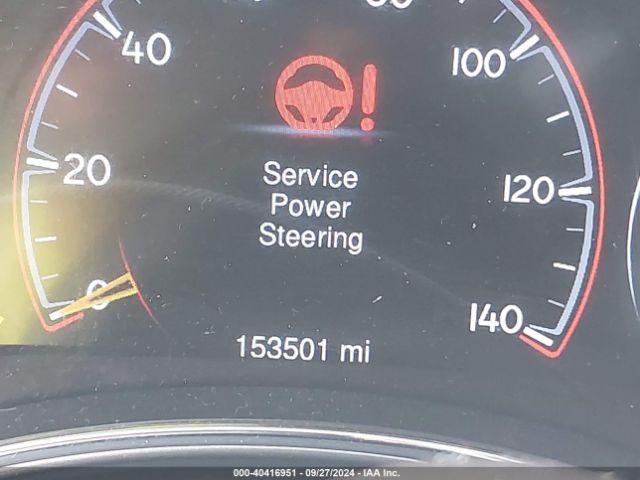 40
100
20
120
0
140
Service
Power
Steering
153501 mi
000-40416951 - 09/27/2024 - IAA Inc.